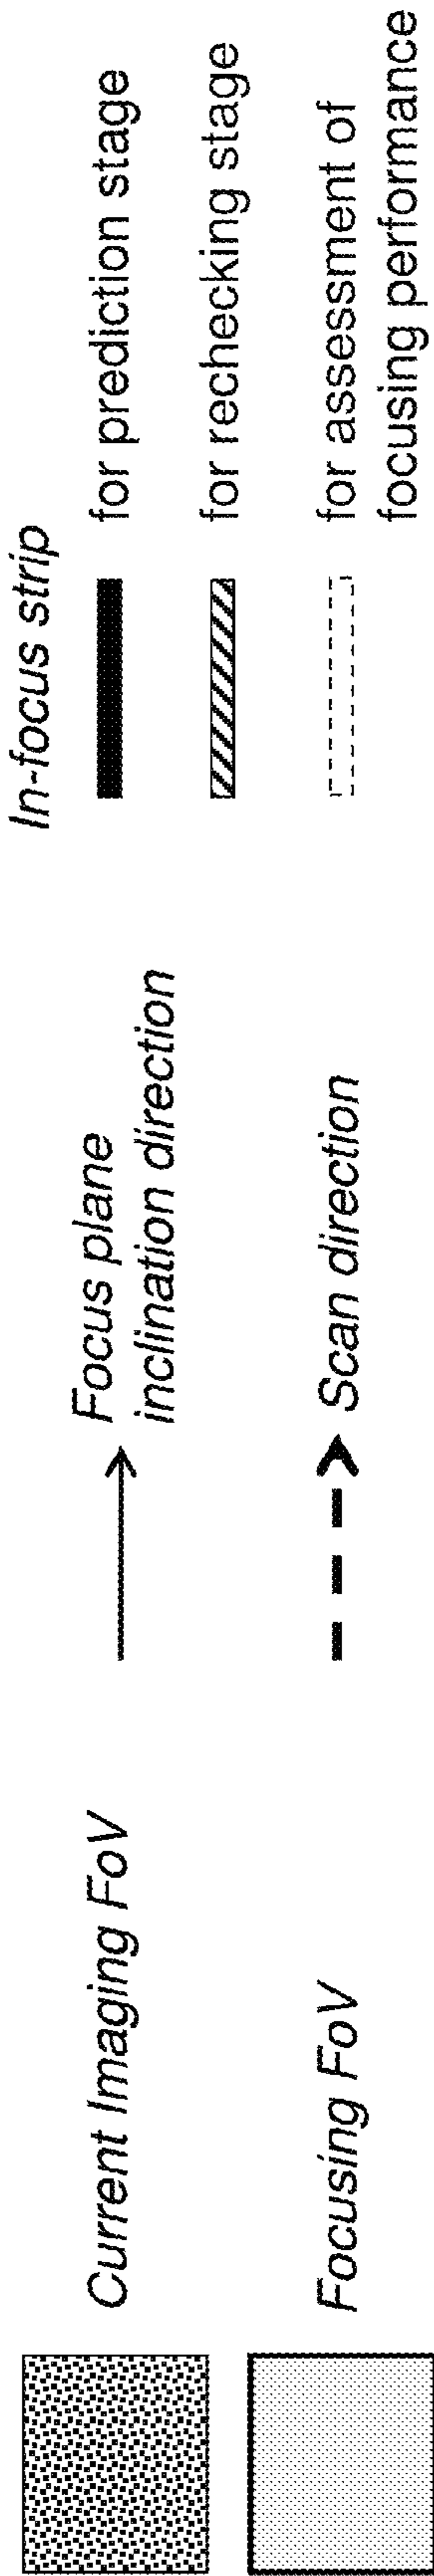 Current Imaging FoV
Focusing FoV
Focus plane
inclination direction
Scan direction
In-focus strip
for prediction stage
for rechecking stage
for assessment of
focusing performance